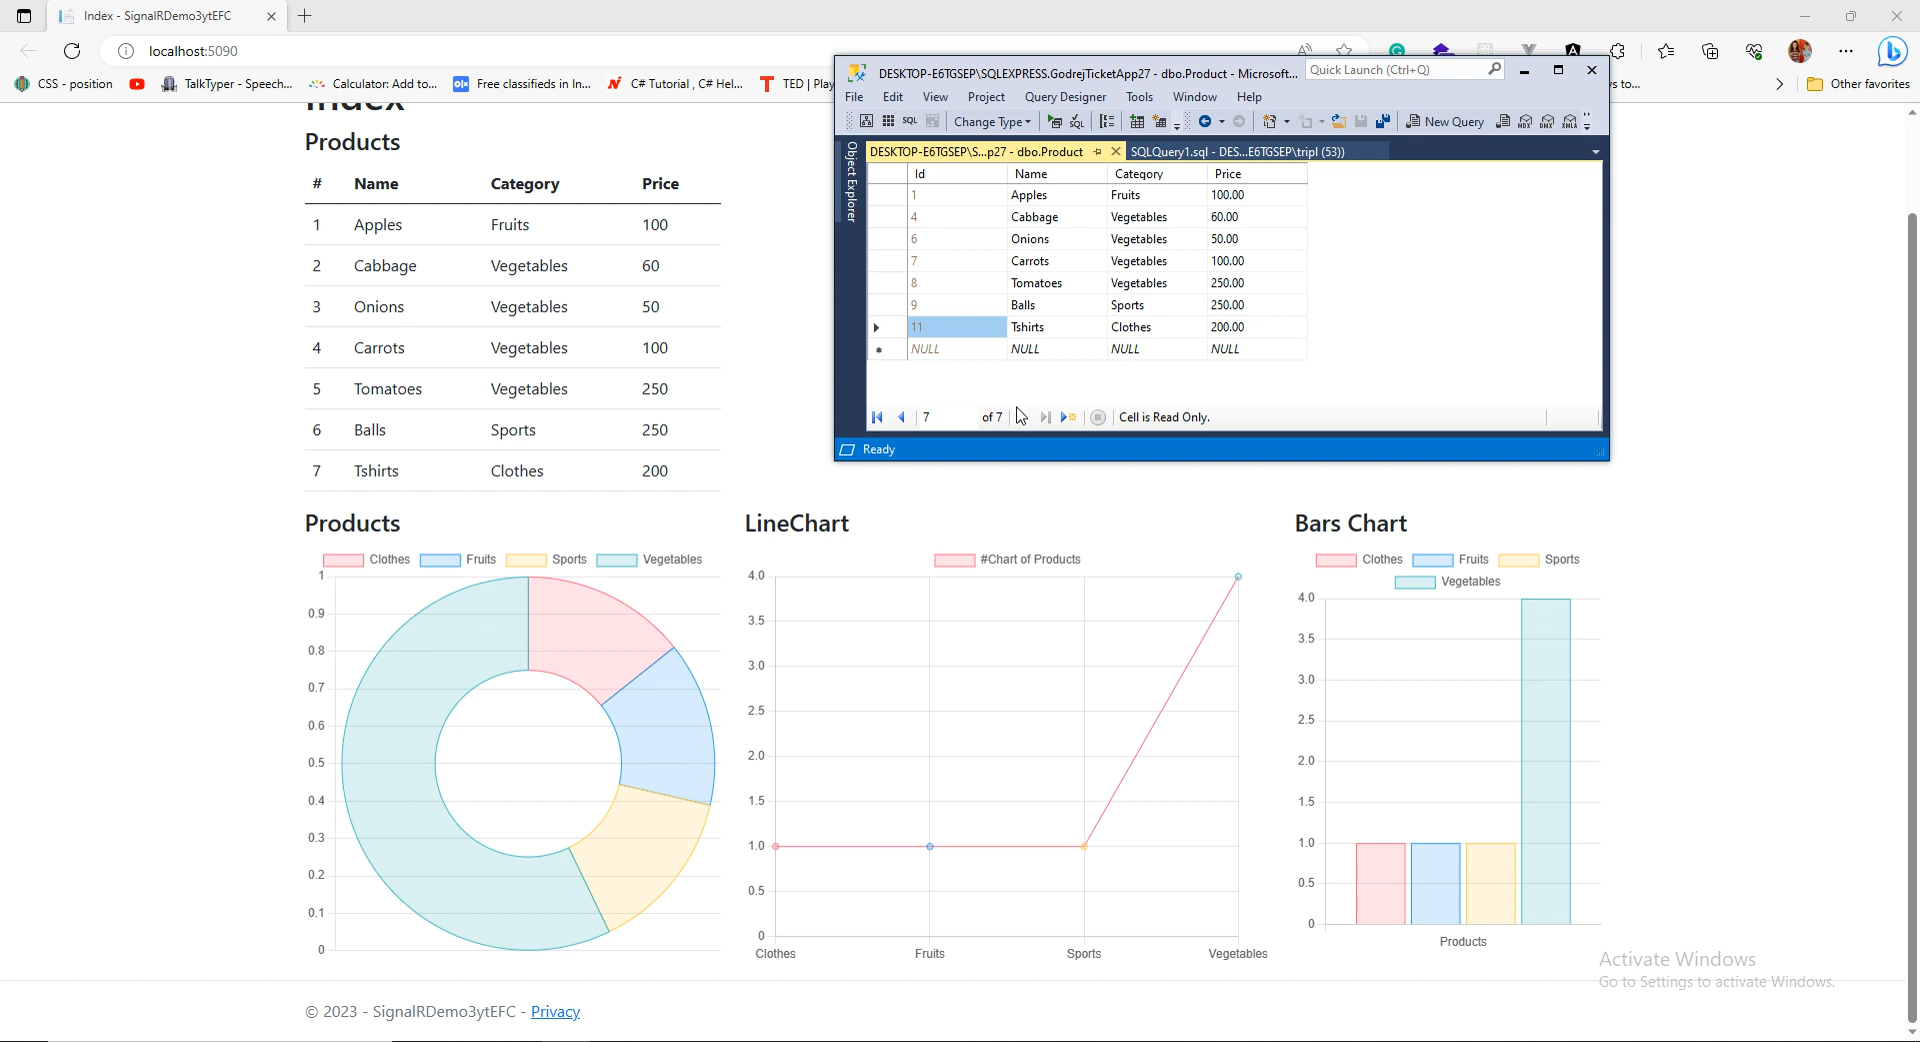 Index - SignalRDemo3ytEFC
localhost:5090
CSS - position
TalkTyper - Speech...
Calculator: Add to...
Free classifieds in In...
C# Tutorial , C# Hel...
TED | Play
ys to...
Other favorites
Index
Products
# Name Category Price
1 Apples Fruits 100
2 Cabbage Vegetables 60
3 Onions Vegetables 50
4 Carrots Vegetables 100
5 Tomatoes Vegetables 250
6 Balls Sports 250
7 Tshirts Clothes 200
DESKTOP-E6TGSEP\SQLEXPRESS.GodrejTicketApp27 - dbo.Product - Microsoft...
Quick Launch (Ctrl+Q)
File Edit View Project Query Designer Tools Window Help
SQL Change Type New Query
Object Explorer
DESKTOP-E6TGSEP\S...p27 - dbo.Product
SQLQuery1.sql - DES...E6TGSEP\tripl (53))
Id Name Category Price
1 Apples Fruits 100.00
4 Cabbage Vegetables 60.00
6 Onions Vegetables 50.00
7 Carrots Vegetables 100.00
8 Tomatoes Vegetables 250.00
9 Balls Sports 250.00
11 Tshirts Clothes 200.00
NULL NULL NULL NULL
7 of 7 Cell is Read Only.
Ready
Products
Clothes Fruits Sports Vegetables
1
0.9
0.8
0.7
0.6
0.5
0.4
0.3
0.2
0.1
0
LineChart
#Chart of Products
4.0
3.5
3.0
2.5
2.0
1.5
1.0
0.5
0
Clothes Fruits Sports Vegetables
Bars Chart
Clothes Fruits Sports
Vegetables
4.0
3.5
3.0
2.5
2.0
1.5
1.0
0.5
0
Products
Activate Windows
Go to Settings to activate Windows.
© 2023 - SignalRDemo3ytEFC - Privacy